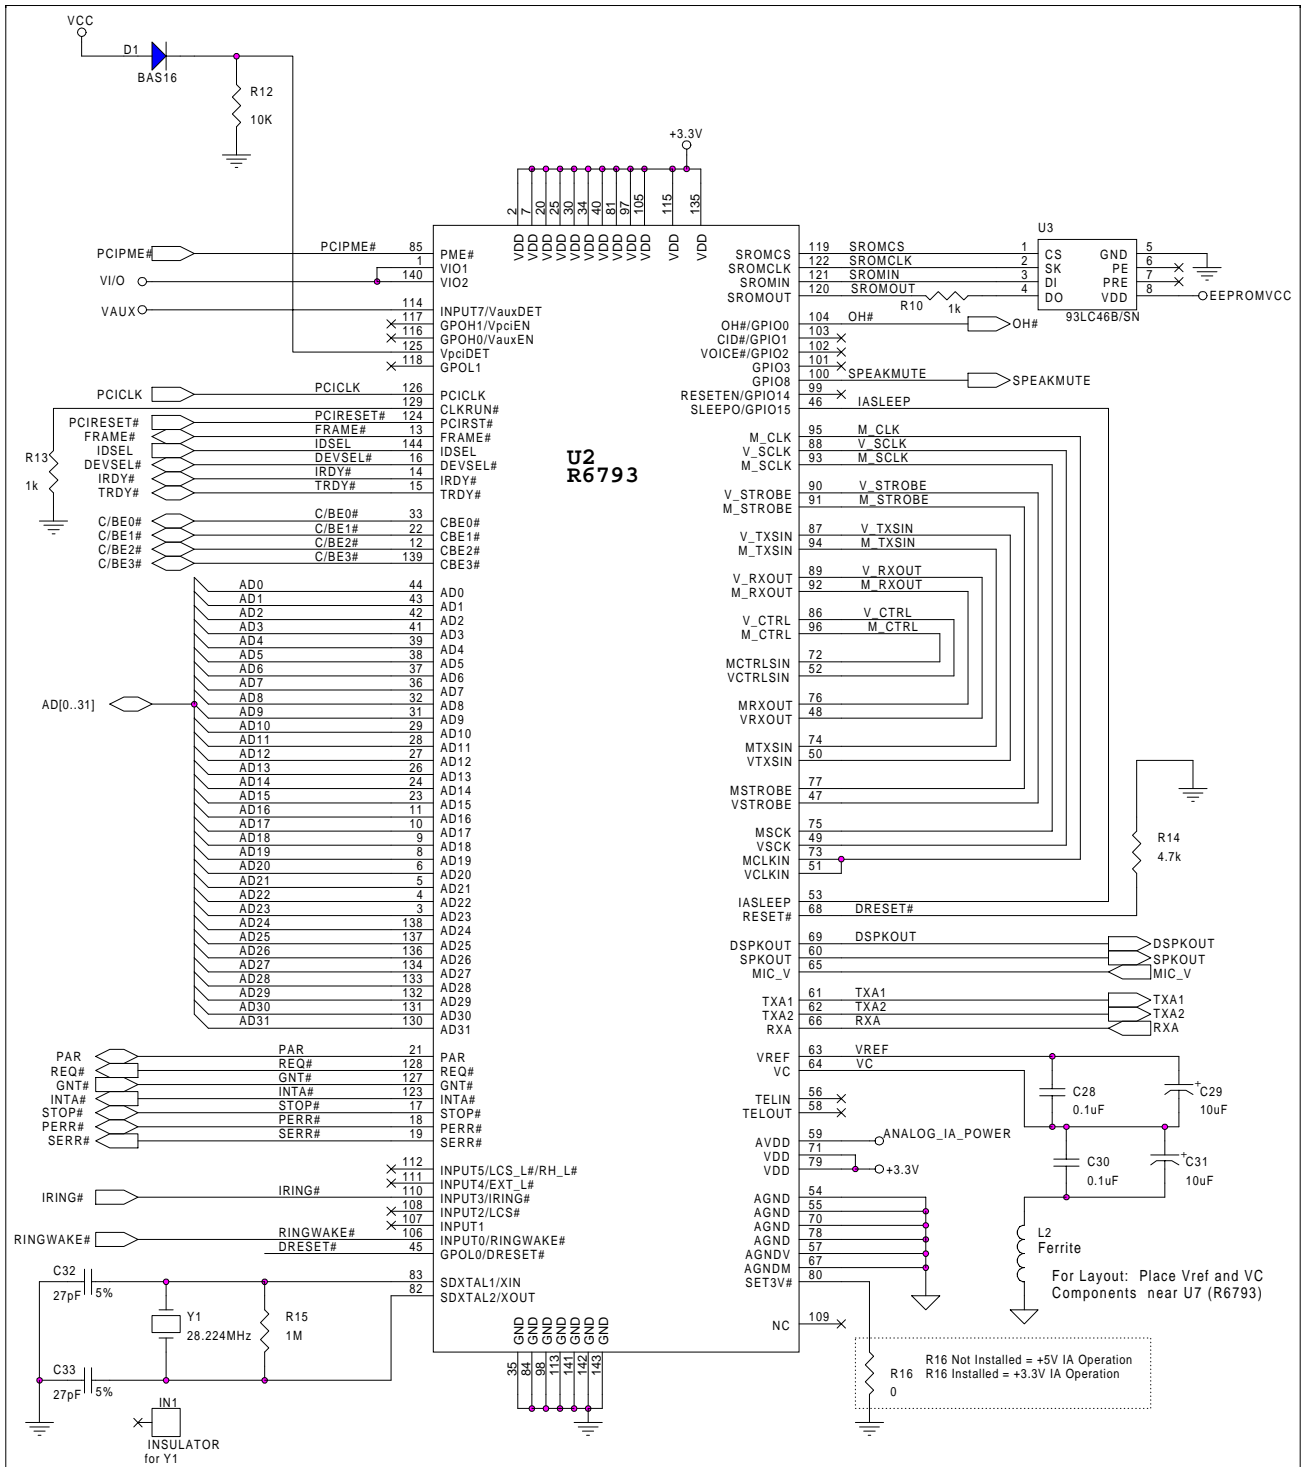 VCC
D1
BAS16
R12
10K
+3.3V
2 7 20 25 30 34 40 81 97 105 115 135
VDD VDD VDD VDD VDD VDD VDD VDD VDD VDD VDD VDD
U2
R6793
PCIPME# PCIPME# 85 PME#
1 VIO1
VI/O 140 VIO2
VAUX 114 INPUT7/VauxDET
117 GPOH1/VpciEN
116 GPOH0/VauxEN
125 VpciDET
118 GPOL1
PCICLK PCICLK 126 PCICLK
129 CLKRUN#
PCIRESET# PCIRESET# 124 PCIRST#
FRAME# FRAME# 13 FRAME#
IDSEL IDSEL 144 IDSEL
DEVSEL# DEVSEL# 16 DEVSEL#
IRDY# IRDY# 14 IRDY#
TRDY# TRDY# 15 TRDY#
R13
1k
C/BE0# C/BE0# 33 CBE0#
C/BE1# C/BE1# 22 CBE1#
C/BE2# C/BE2# 12 CBE2#
C/BE3# C/BE3# 139 CBE3#
AD[0..31]
AD0 44 AD0
AD1 43 AD1
AD2 42 AD2
AD3 41 AD3
AD4 39 AD4
AD5 38 AD5
AD6 37 AD6
AD7 36 AD7
AD8 32 AD8
AD9 31 AD9
AD10 29 AD10
AD11 28 AD11
AD12 27 AD12
AD13 26 AD13
AD14 24 AD14
AD15 23 AD15
AD16 11 AD16
AD17 10 AD17
AD18 9 AD18
AD19 8 AD19
AD20 6 AD20
AD21 5 AD21
AD22 4 AD22
AD23 3 AD23
AD24 138 AD24
AD25 137 AD25
AD26 136 AD26
AD27 134 AD27
AD28 133 AD28
AD29 132 AD29
AD30 131 AD30
AD31 130 AD31
PAR PAR 21 PAR
REQ# REQ# 128 REQ#
GNT# GNT# 127 GNT#
INTA# INTA# 123 INTA#
STOP# STOP# 17 STOP#
PERR# PERR# 18 PERR#
SERR# SERR# 19 SERR#
112 INPUT5/LCS_L#/RH_L#
111 INPUT4/EXT_L#
IRING# IRING# 110 INPUT3/IRING#
108 INPUT2/LCS#
107 INPUT1
RINGWAKE# RINGWAKE# 106 INPUT0/RINGWAKE#
DRESET# 45 GPOL0/DRESET#
83 SDXTAL1/XIN
82 SDXTAL2/XOUT
C32
27pF 5%
Y1
28.224MHz
R15
1M
C33
27pF 5%
IN1
INSULATOR
for Y1
GND GND GND GND GND GND GND
35 84 98 113 141 142 143
SROMCS 119 SROMCS 1 CS
SROMCLK 122 SROMCLK 2 SK
SROMIN 121 SROMIN 3 DI
SROMOUT 120 SROMOUT 4 DO
R10 1k
U3
GND 5
PE 6
PRE 7
VDD 8 EEPROMVCC
93LC46B/SN
OH#/GPIO0 104 OH# OH#
CID#/GPIO1 103
VOICE#/GPIO2 102
GPIO3 101
GPIO8 100 SPEAKMUTE SPEAKMUTE
RESETEN/GPIO14 99
SLEEPO/GPIO15 46 IASLEEP
M_CLK 95 M_CLK
V_SCLK 88 V_SCLK
M_SCLK 93 M_SCLK
V_STROBE 90 V_STROBE
M_STROBE 91 M_STROBE
V_TXSIN 87 V_TXSIN
M_TXSIN 94 M_TXSIN
V_RXOUT 89 V_RXOUT
M_RXOUT 92 M_RXOUT
V_CTRL 86 V_CTRL
M_CTRL 96 M_CTRL
MCTRLSIN 72
VCTRLSIN 52
MRXOUT 76
VRXOUT 48
MTXSIN 74
VTXSIN 50
MSTROBE 77
VSTROBE 47
MSCK 75
VSCK 49
MCLKIN 73
VCLKIN 51
IASLEEP 53
RESET# 68 DRESET#
R14
4.7k
DSPKOUT 69 DSPKOUT DSPKOUT
SPKOUT 60 SPKOUT
MIC_V 65 MIC_V
TXA1 61 TXA1 TXA1
TXA2 62 TXA2 TXA2
RXA 66 RXA RXA
VREF 63 VREF
VC 64 VC
C28
0.1uF
+ C29
10uF
C30
0.1uF
+ C31
10uF
TELIN 56
TELOUT 58
AVDD 59 ANALOG_IA_POWER
VDD 71
VDD 79 +3.3V
AGND 54
AGND 55
AGND 70
AGND 78
AGNDV 57
AGNDM 67
SET3V# 80
NC 109
L2
Ferrite
For Layout: Place Vref and VC
Components near U7 (R6793)
R16 Not Installed = +5V IA Operation
R16 R16 Installed = +3.3V IA Operation
0